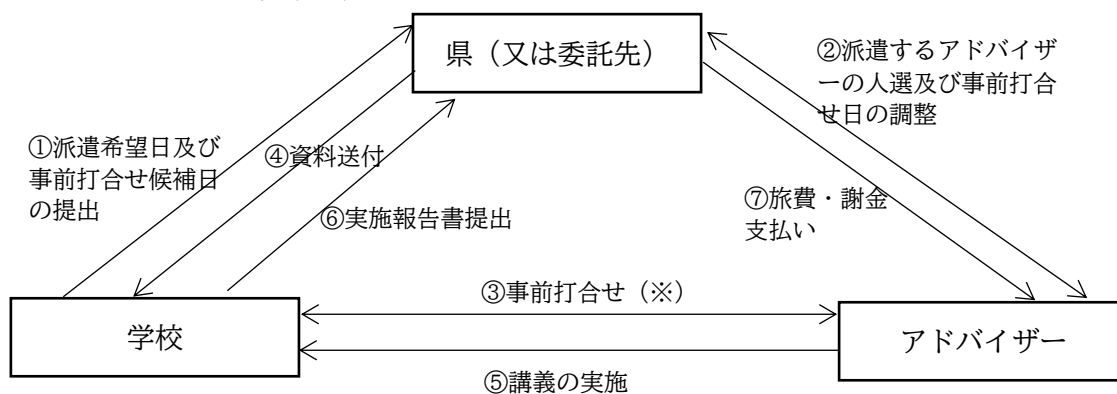 県（又は委託先）
②派遣するアドバイザ
ーの人選及び事前打合
せ日の調整
①派遣希望日及び
事前打合せ候補日
の提出
④資料送付
⑥実施報告書提出
⑦旅費・謝金
支払い
③事前打合せ（※）
学校
アドバイザー
⑤講義の実施